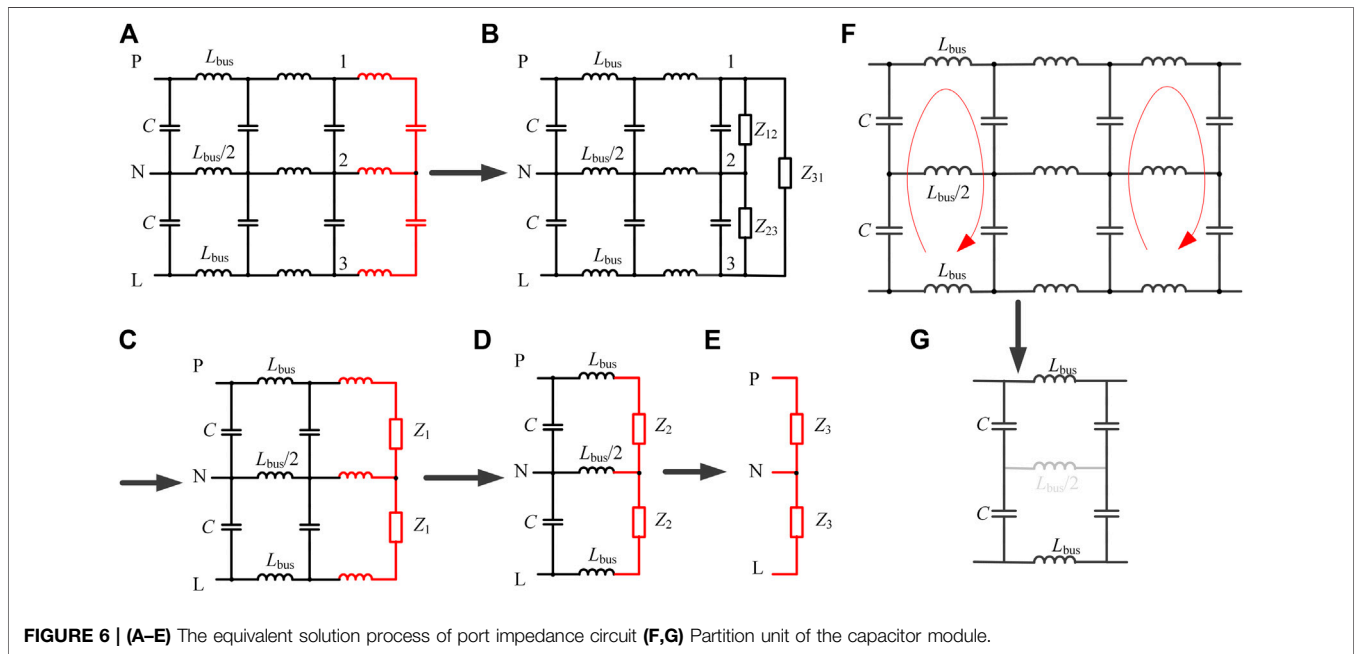 A
P
L_bus
1
C
N
L_bus/2
2
C
L_bus
3
L
B
P
L_bus
1
C
Z_12
N
L_bus/2
2
Z_31
C
Z_23
L_bus
3
L
F
L_bus
C
L_bus/2
C
L_bus
C
P
L_bus
C
Z_1
N
L_bus/2
C
Z_1
L_bus
L
D
P
L_bus
C
Z_2
N
L_bus/2
C
Z_2
L_bus
L
E
P
Z_3
N
Z_3
L
G
L_bus
C
L_bus/2
C
L_bus
FIGURE 6 | (A–E) The equivalent solution process of port impedance circuit (F,G) Partition unit of the capacitor module.